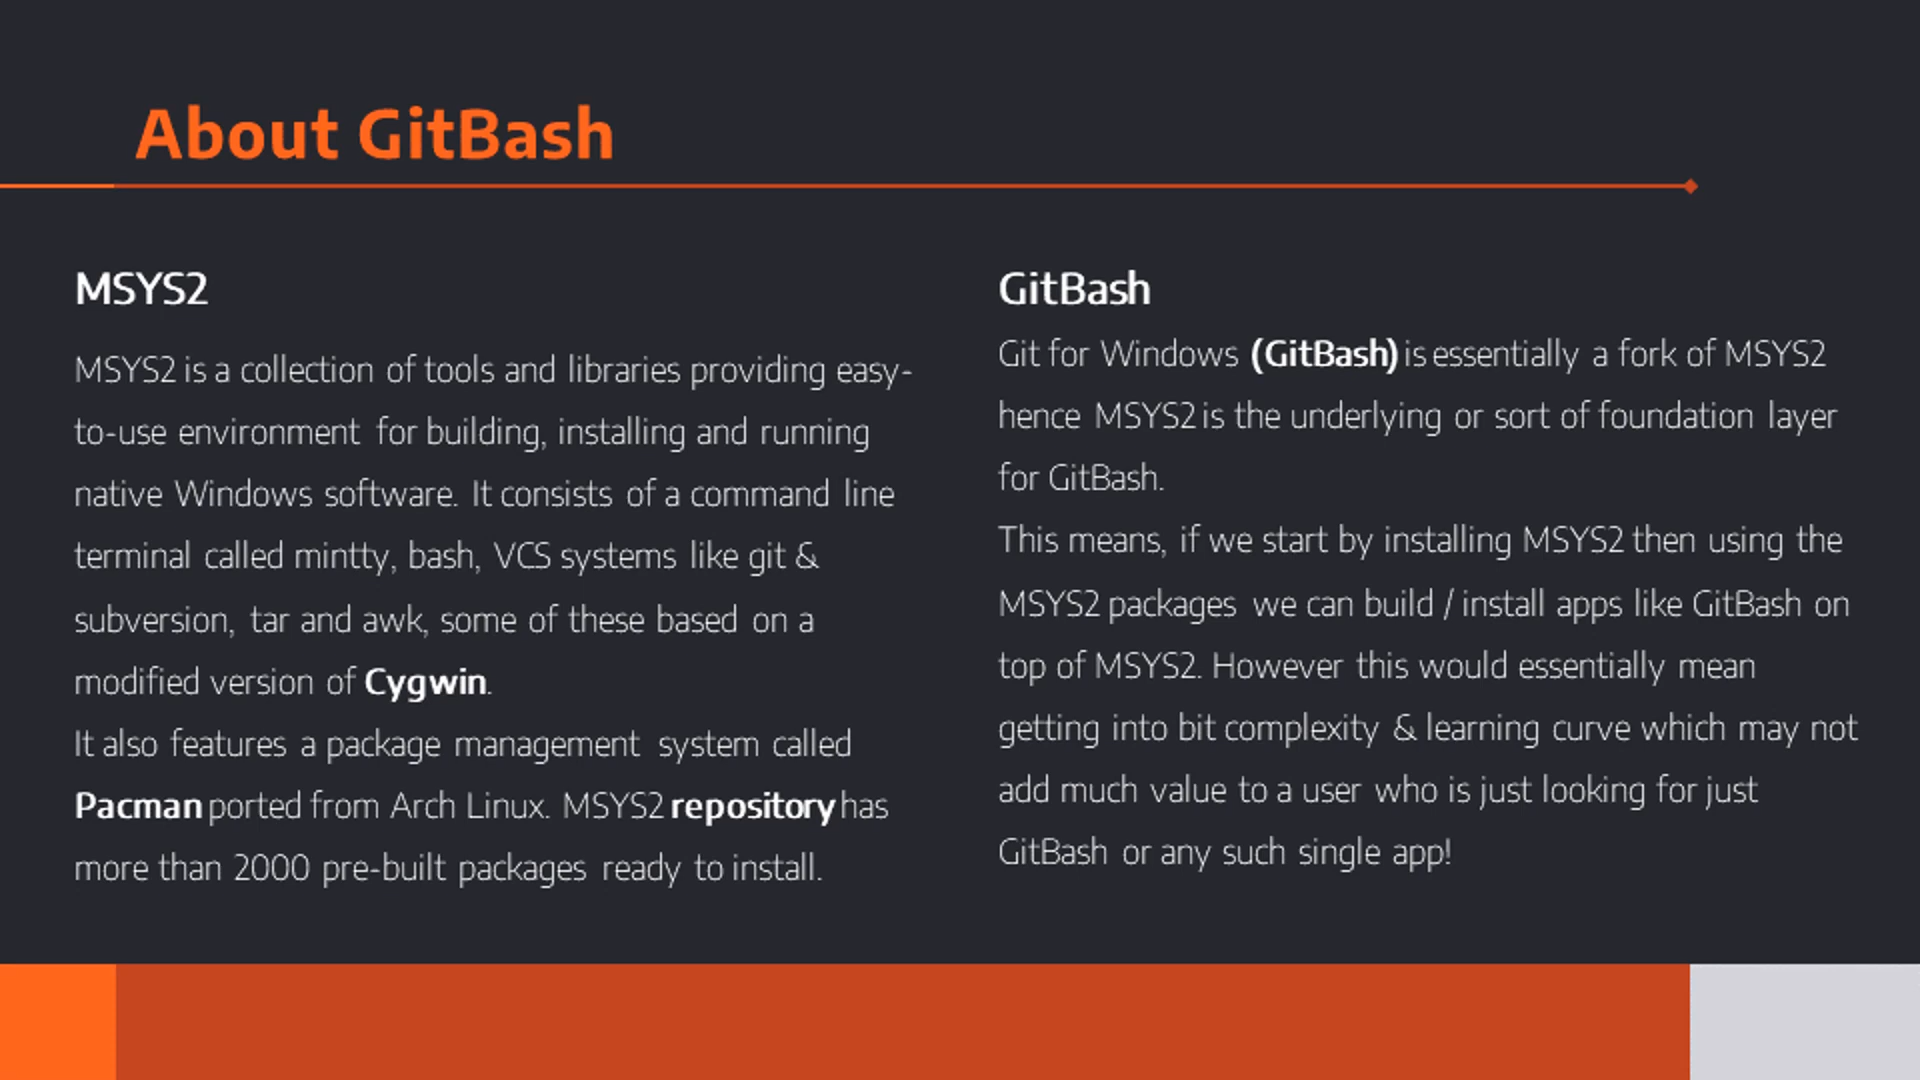 About GitBash
MSYS2
MSYS2 is a collection of tools and libraries providing easy-
to-use environment for building, installing and running
native Windows software. It consists of a command line
terminal called mintty, bash, VCS systems like git &
subversion, tar and awk, some of these based on a
modified version of Cygwin.
It also features a package management system called
Pacman ported from Arch Linux. MSYS2 repository has
more than 2000 pre-built packages ready to install.
GitBash
Git for Windows (GitBash) is essentially a fork of MSYS2
hence MSYS2 is the underlying or sort of foundation layer
for GitBash.
This means, if we start by installing MSYS2 then using the
MSYS2 packages we can build / install apps like GitBash on
top of MSYS2. However this would essentially mean
getting into bit complexity & learning curve which may not
add much value to a user who is just looking for just
GitBash or any such single app!